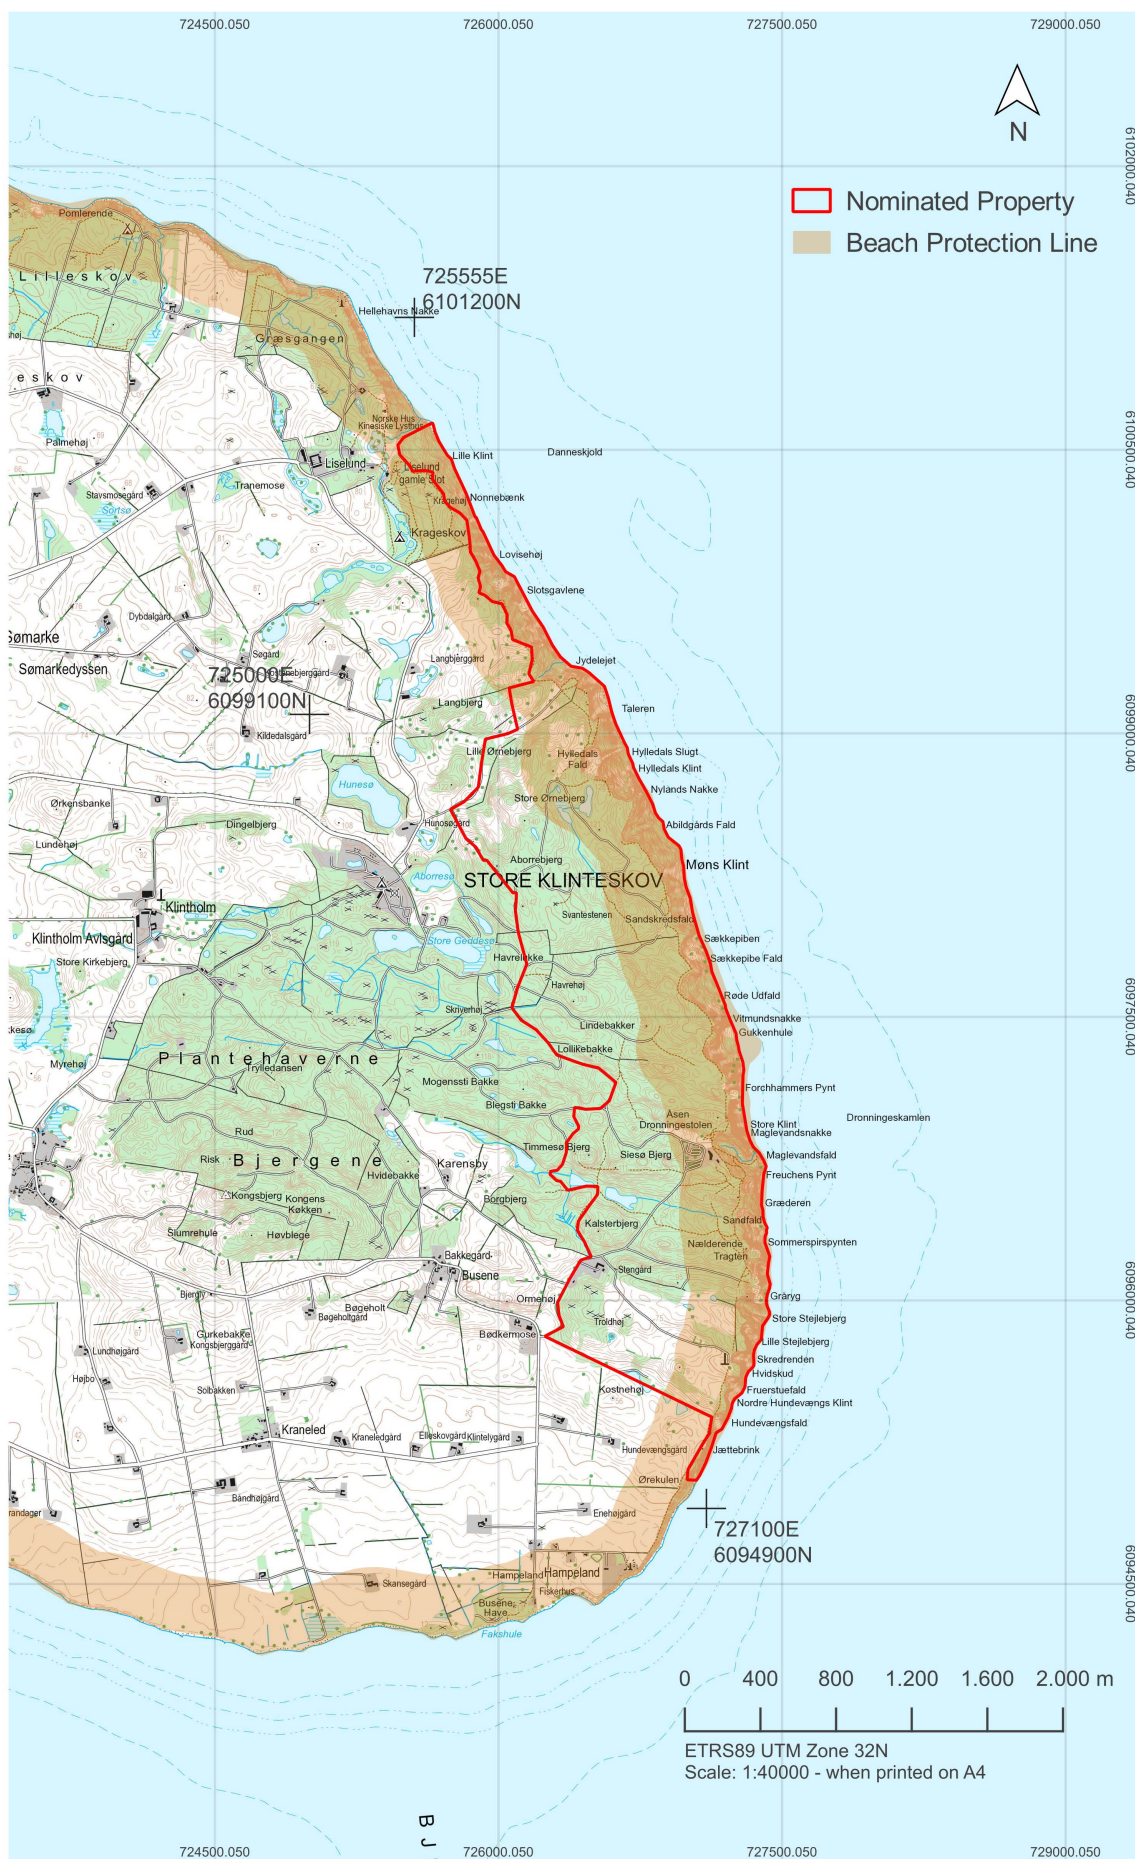 724500.050
726000.050
727500.050
729000.050
N
6102000.040
Nominated Property
Beach Protection Line
Pomlerende
Lilleskov
725555E
6101200N
Hellehavns Nakke
Græsgangen
eskov
Norske Hus
Kinesiske Lysthus
Palmehøj
Lille Klint
Danneskjold
6100500.040
Liselund
Liselund
gamle Slot
Stavsmosegård
Tranemose
Nonnebænk
Kragehøj
Sortsø
Krageskov
Lovisehøj
Slotsgavlene
Dybdalgård
Sømarke
Søgård
Langbjerggård
Jydelejet
Sømarkedyssen
725000E
6099100N
Langbjerg
Taleren
Kildedalsgård
6099000.040
Lille Ørnebjerg
Hylledals
Fald
Hylledals Slugt
Hylledals Klint
Hunesø
Nylands Nakke
Store Ørnebjerg
Ørkensbanke
Dingelbjerg
Hunosøgård
Abildgårds Fald
Lundehøj
Aborrebjerg
Møns Klint
Aborresø
STORE KLINTESKOV
Klintholm
Svantestenen
Sandskredsfald
Klintholm Avlsgård
Store Geddesø
Sækkepiben
Store Kirkebjerg
Havrelykke
Sækkepibe Fald
Havrehøj
Røde Udfald
Skriverhøj
Vitmundsnakke
6097500.040
kesø
Lindebakker
Gukkenhule
Lollikebakke
Plantehaverne
Myrehøj
Trylledansen
Mogenssti Bakke
Forchhammers Pynt
Blegsti Bakke
Asen
Dronningestolen
Dronningeskamlen
Store Klint
Maglevandsnakke
Rud
Timmesø Bjerg
Siesø Bjerg
Maglevandsfald
Risk
Bjergene
Karensby
Hvidebakke
Freuchens Pynt
Kongsbjerg
Kongens
Køkken
Borgbjerg
Græderen
Slumrehule
Høvblege
Kalsterbjerg
Sandfald
Nælderende
Tragten
Sommerspirspynten
Bakkegård
Busene
Stengård
Bjergly
Ormehøj
Gråryg
6096000.040
Bøgeholt
Bøgeholtgård
Troldhøj
Store Stejlebjerg
Gurkebakke
Kongsbjerggård
Bødkermose
Lille Stejlebjerg
Lundhøjgård
Skredrenden
Højbo
Solbakken
Kostnehøj
Hvidskud
Fruerstuefald
Nordre Hundevængs Klint
Kraneled
Kraneledgård
Elleskovgård
Klintelygård
Hundevængsfald
Hundevængsgård
Jættebrink
Ørekulen
Båndhøjgård
randager
Enehøjgård
727100E
6094900N
Skansegård
Hampeland
Hampeland
Fiskerhus
6094500.040
Busene
Have
Fakshule
0 400 800 1.200 1.600 2.000 m
ETRS89 UTM Zone 32N
Scale: 1:40000 - when printed on A4
B J
724500.050
726000.050
727500.050
729000.050